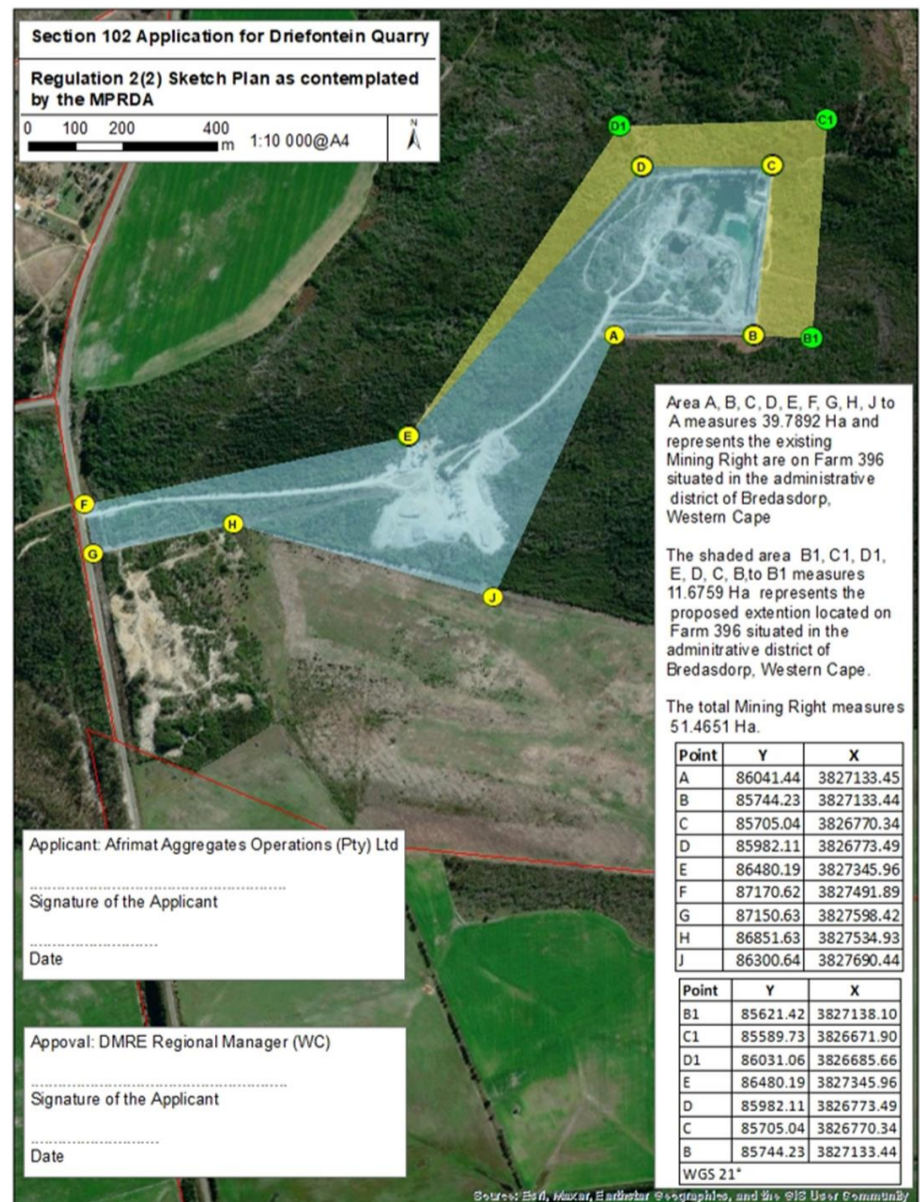 Section 102 Application for Driefontein Quarry
Regulation 2(2) Sketch Plan as contemplated
by the MPRDA
0 100 200 400
m 1:10 000@A4
N
D1
C1
D
C
A
B
B1
E
F
H
G
J
Area A, B, C, D, E, F, G, H, J to
A measures 39.7892 Ha and
represents the existing
Mining Right are on Farm 396
situated in the administrative
district of Bredasdorp,
Western Cape
The shaded area B1, C1, D1,
E, D, C, B,to B1 measures
11.6759 Ha represents the
proposed extention located on
Farm 396 situated in the
adminitrative district of
Bredasdorp, Western Cape.
The total Mining Right measures
51.4651 Ha.
Point Y X
A 86041.44 3827133.45
B 85744.23 3827133.44
C 85705.04 3826770.34
D 85982.11 3826773.49
E 86480.19 3827345.96
F 87170.62 3827491.89
G 87150.63 3827598.42
H 86851.63 3827534.93
J 86300.64 3827690.44
Point Y X
B1 85621.42 3827138.10
C1 85589.73 3826671.90
D1 86031.06 3826685.66
E 86480.19 3827345.96
D 85982.11 3826773.49
C 85705.04 3826770.34
B 85744.23 3827133.44
WGS 21°
Applicant: Afrimat Aggregates Operations (Pty) Ltd
Signature of the Applicant
Date
Appoval: DMRE Regional Manager (WC)
Signature of the Applicant
Date
Source: Esri, Maxar, Earthstar Geographics, and the GIS User Community